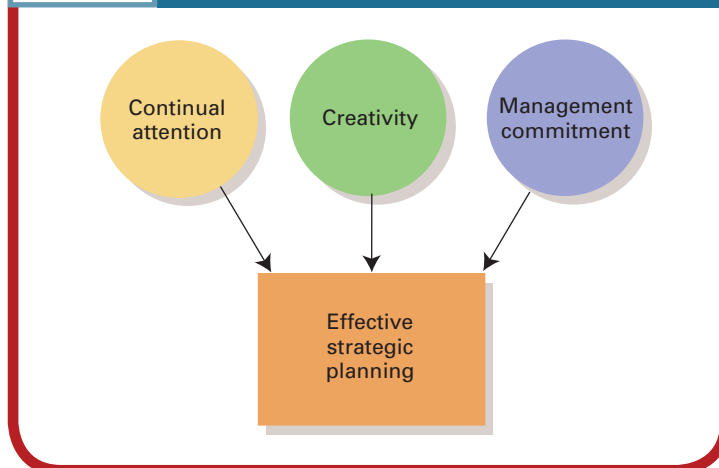 Continual
attention
Creativity
Management
commitment
Effective
strategic
planning